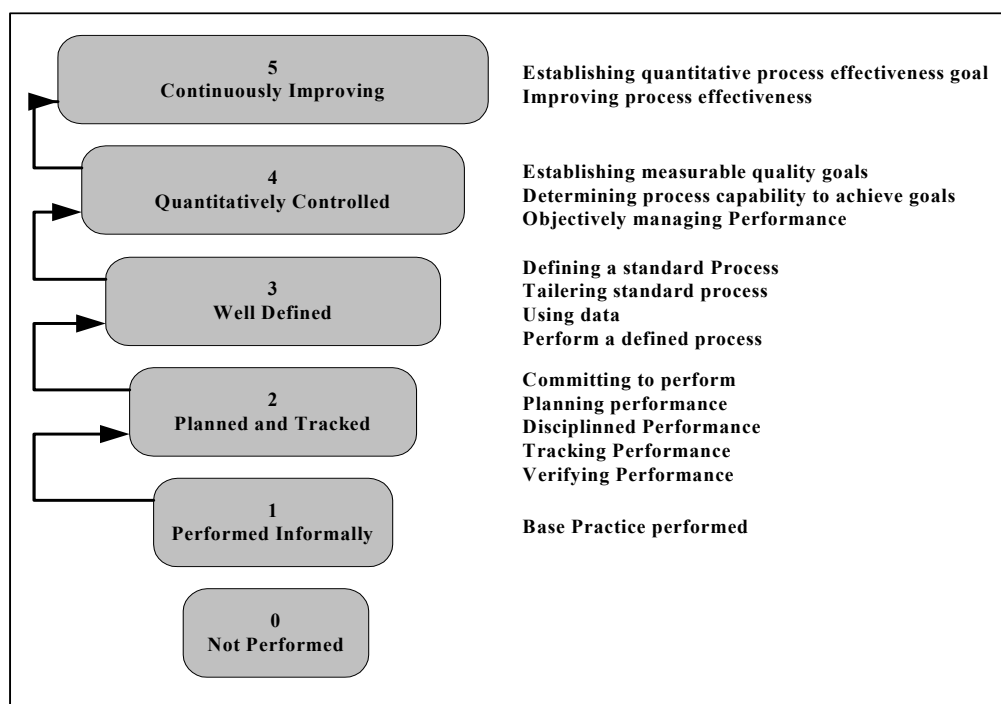 5
Continuously Improving
Establishing quantitative process effectiveness goal
Improving process effectiveness
4
Quantitatively Controlled
Establishing measurable quality goals
Determining process capability to achieve goals
Objectively managing Performance
3
Well Defined
Defining a standard Process
Tailering standard process
Using data
Perform a defined process
2
Planned and Tracked
Committing to perform
Planning performance
Disciplinned Performance
Tracking Performance
Verifying Performance
1
Performed Informally
Base Practice performed
0
Not Performed